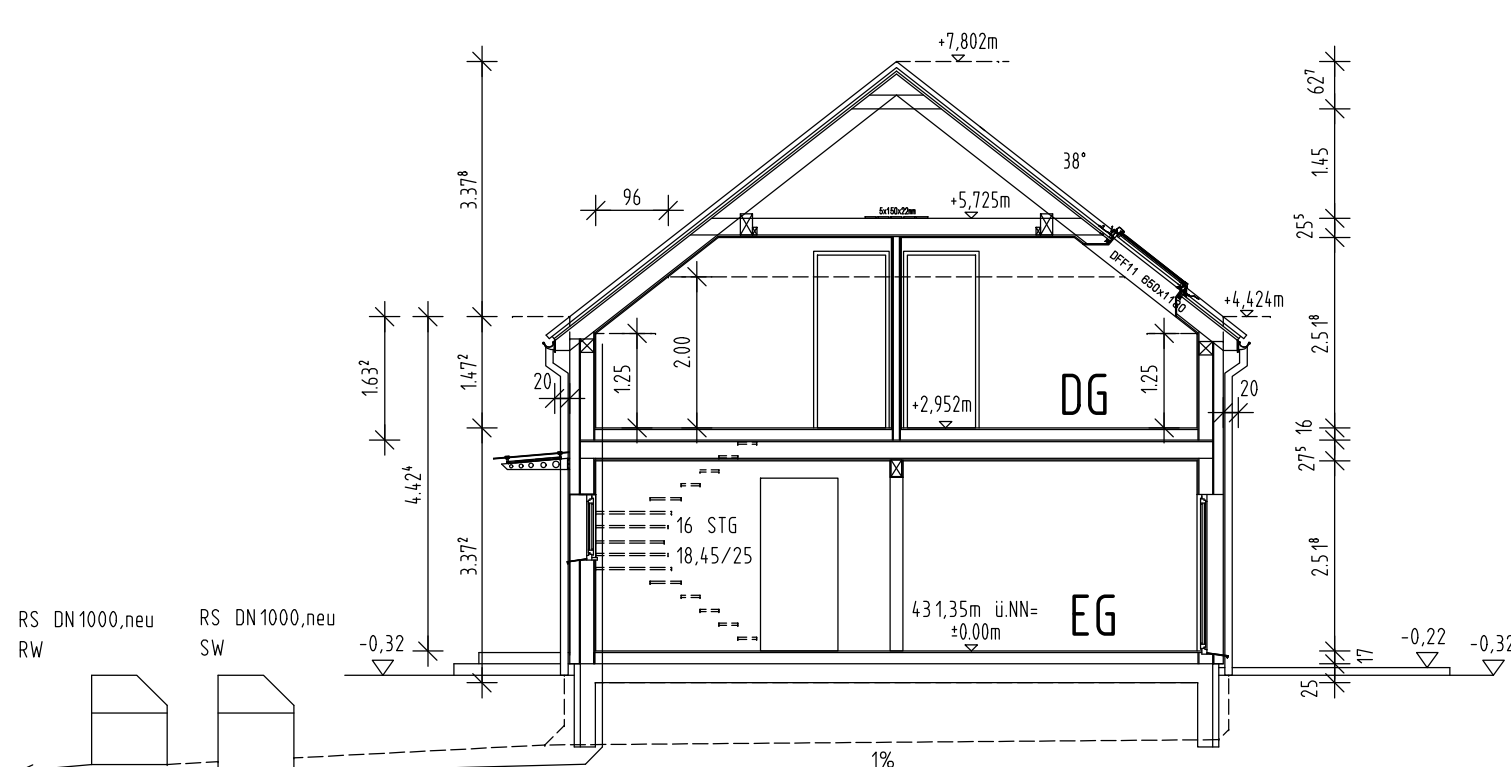 +7,802m
62⁷
38°
1.45
3.37⁸
96
5x150x22mm
+5,725m
25⁵
DFF11 650x1180
+4,424m
2.51⁸
1.63²
1.47²
20
1.25
2.00
1.25
20
DG
+2,952m
16
27⁵
4.42⁴
16 STG
18,45/25
3.37²
2.51⁸
431,35m ü.NN=
±0.00m
EG
RS DN1000,neu
RW
RS DN1000,neu
SW
-0,32
-0,22
-0,32
17
25
1%